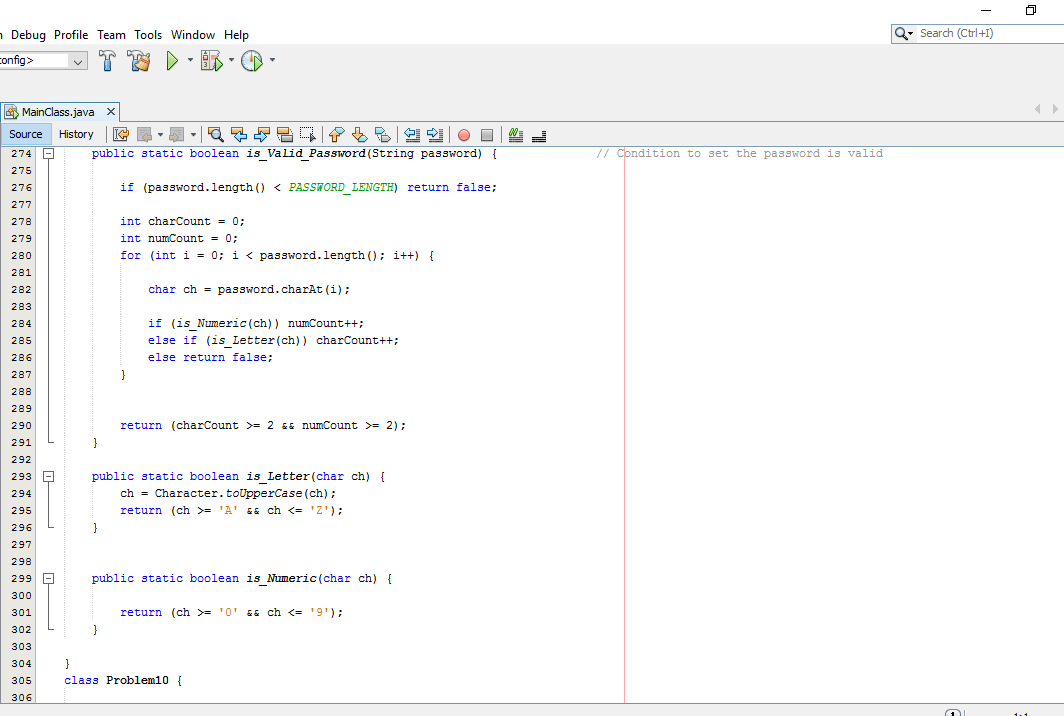 Debug Profile Team Tools Window Help
Search (Ctrl+I)
onfig>
MainClass.java
Source History
274 public static boolean is_Valid_Password(String password) { // Condition to set the password is valid
275
276 if (password.length() < PASSWORD_LENGTH) return false;
277
278 int charCount = 0;
279 int numCount = 0;
280 for (int i = 0; i < password.length(); i++) {
281
282 char ch = password.charAt(i);
283
284 if (is_Numeric(ch)) numCount++;
285 else if (is_Letter(ch)) charCount++;
286 else return false;
287 }
288
289
290 return (charCount >= 2 && numCount >= 2);
291 }
292
293 public static boolean is_Letter(char ch) {
294 ch = Character.toUpperCase(ch);
295 return (ch >= 'A' && ch <= 'Z');
296 }
297
298
299 public static boolean is_Numeric(char ch) {
300
301 return (ch >= '0' && ch <= '9');
302 }
303
304 }
305 class Problem10 {
306